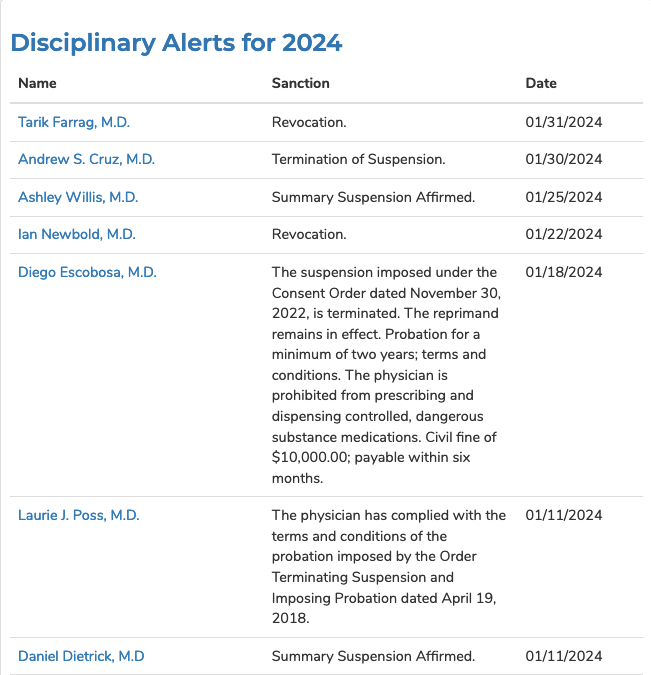 Disciplinary Alerts for 2024
Name Sanction Date
Tarik Farrag, M.D. Revocation. 01/31/2024
Andrew S. Cruz, M.D. Termination of Suspension. 01/30/2024
Ashley Willis, M.D. Summary Suspension Affirmed. 01/25/2024
Ian Newbold, M.D. Revocation. 01/22/2024
Diego Escobosa, M.D. The suspension imposed under the 01/18/2024
Consent Order dated November 30,
2022, is terminated. The reprimand
remains in effect. Probation for a
minimum of two years; terms and
conditions. The physician is
prohibited from prescribing and
dispensing controlled, dangerous
substance medications. Civil fine of
$10,000.00; payable within six
months.
Laurie J. Poss, M.D. The physician has complied with the 01/11/2024
terms and conditions of the
probation imposed by the Order
Terminating Suspension and
Imposing Probation dated April 19,
2018.
Daniel Dietrick, M.D Summary Suspension Affirmed. 01/11/2024